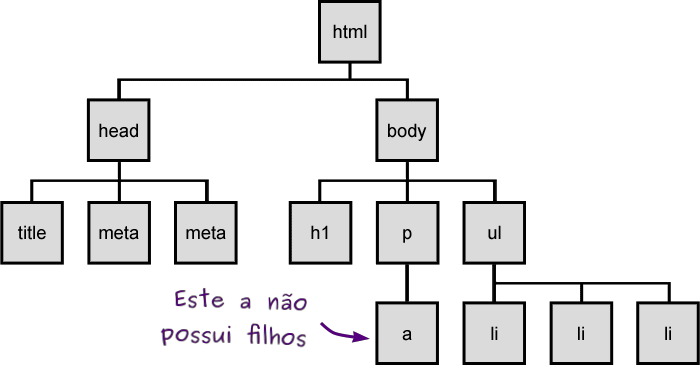 html
head
body
title
meta
meta
h1
p
ul
Este a não
possui filhos
a
li
li
li